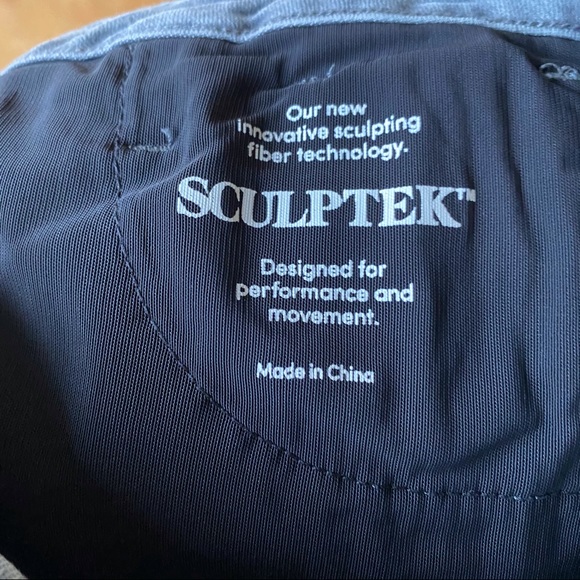 Our new
innovative sculpting
fiber technology.
SCULPTEK™
Designed for
performance and
movement.
Made in China